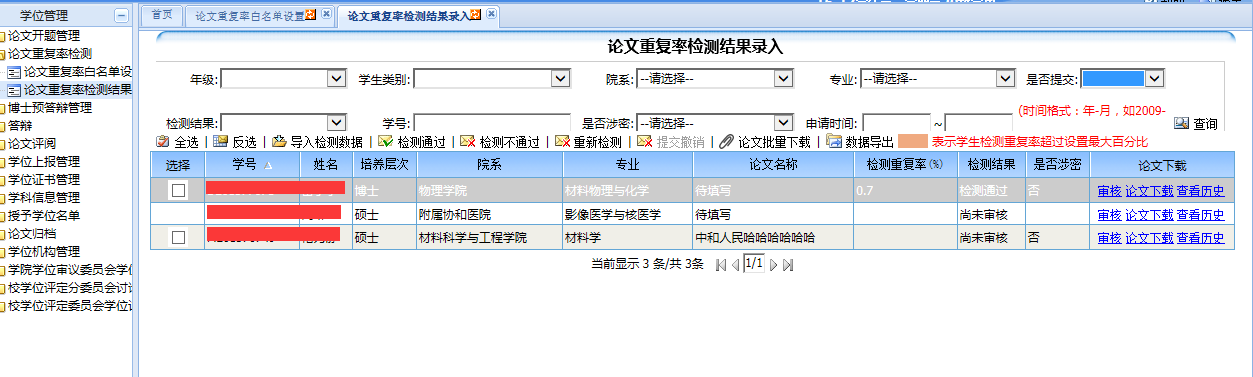 学位管理
论文开题管理
论文重复率检测
论文重复率白名单设
论文重复率检测结果
博士预答辩管理
答辩
论文评阅
学位上报管理
学位证书管理
学科信息管理
授予学位名单
论文归档
学位机构管理
学院学位审议委员会学位
校学位评定分委员会讨论
校学位评定委员会学位讨
首页 论文重复率白名单设置 论文重复率检测结果录入
论文重复率检测结果录入
年级: 学生类别: 院系: --请选择-- 专业: --请选择-- 是否提交:
(时间格式：年-月，如2009-
检测结果: 学号: 是否涉密: --请选择-- 申请时间: ~ 查询
全选 | 反选 | 导入检测数据 | 检测通过 | 检测不通过 | 重新检测 | 提交撤销 | 论文批量下载 | 数据导出 表示学生检测重复率超过设置最大百分比
选择 学号 姓名 培养层次 院系 专业 论文名称 检测重复率(%) 检测结果 是否涉密 论文下载
博士 物理学院 材料物理与化学 待填写 0.7 检测通过 否 审核 论文下载 查看历史
硕士 附属协和医院 影像医学与核医学 待填写 尚未审核 审核 论文下载 查看历史
硕士 材料科学与工程学院 材料学 中和人民哈哈哈哈哈哈 尚未审核 否 审核 论文下载 查看历史
当前显示 3 条/共 3条 1/1